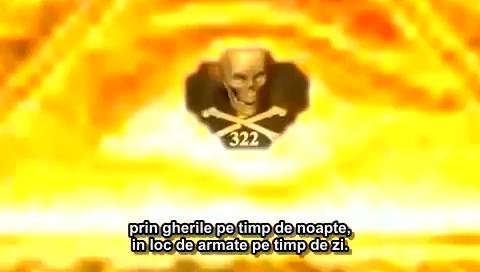 322
prin gherile pe timp de noapte,
in loc de armate pe timp de zi.